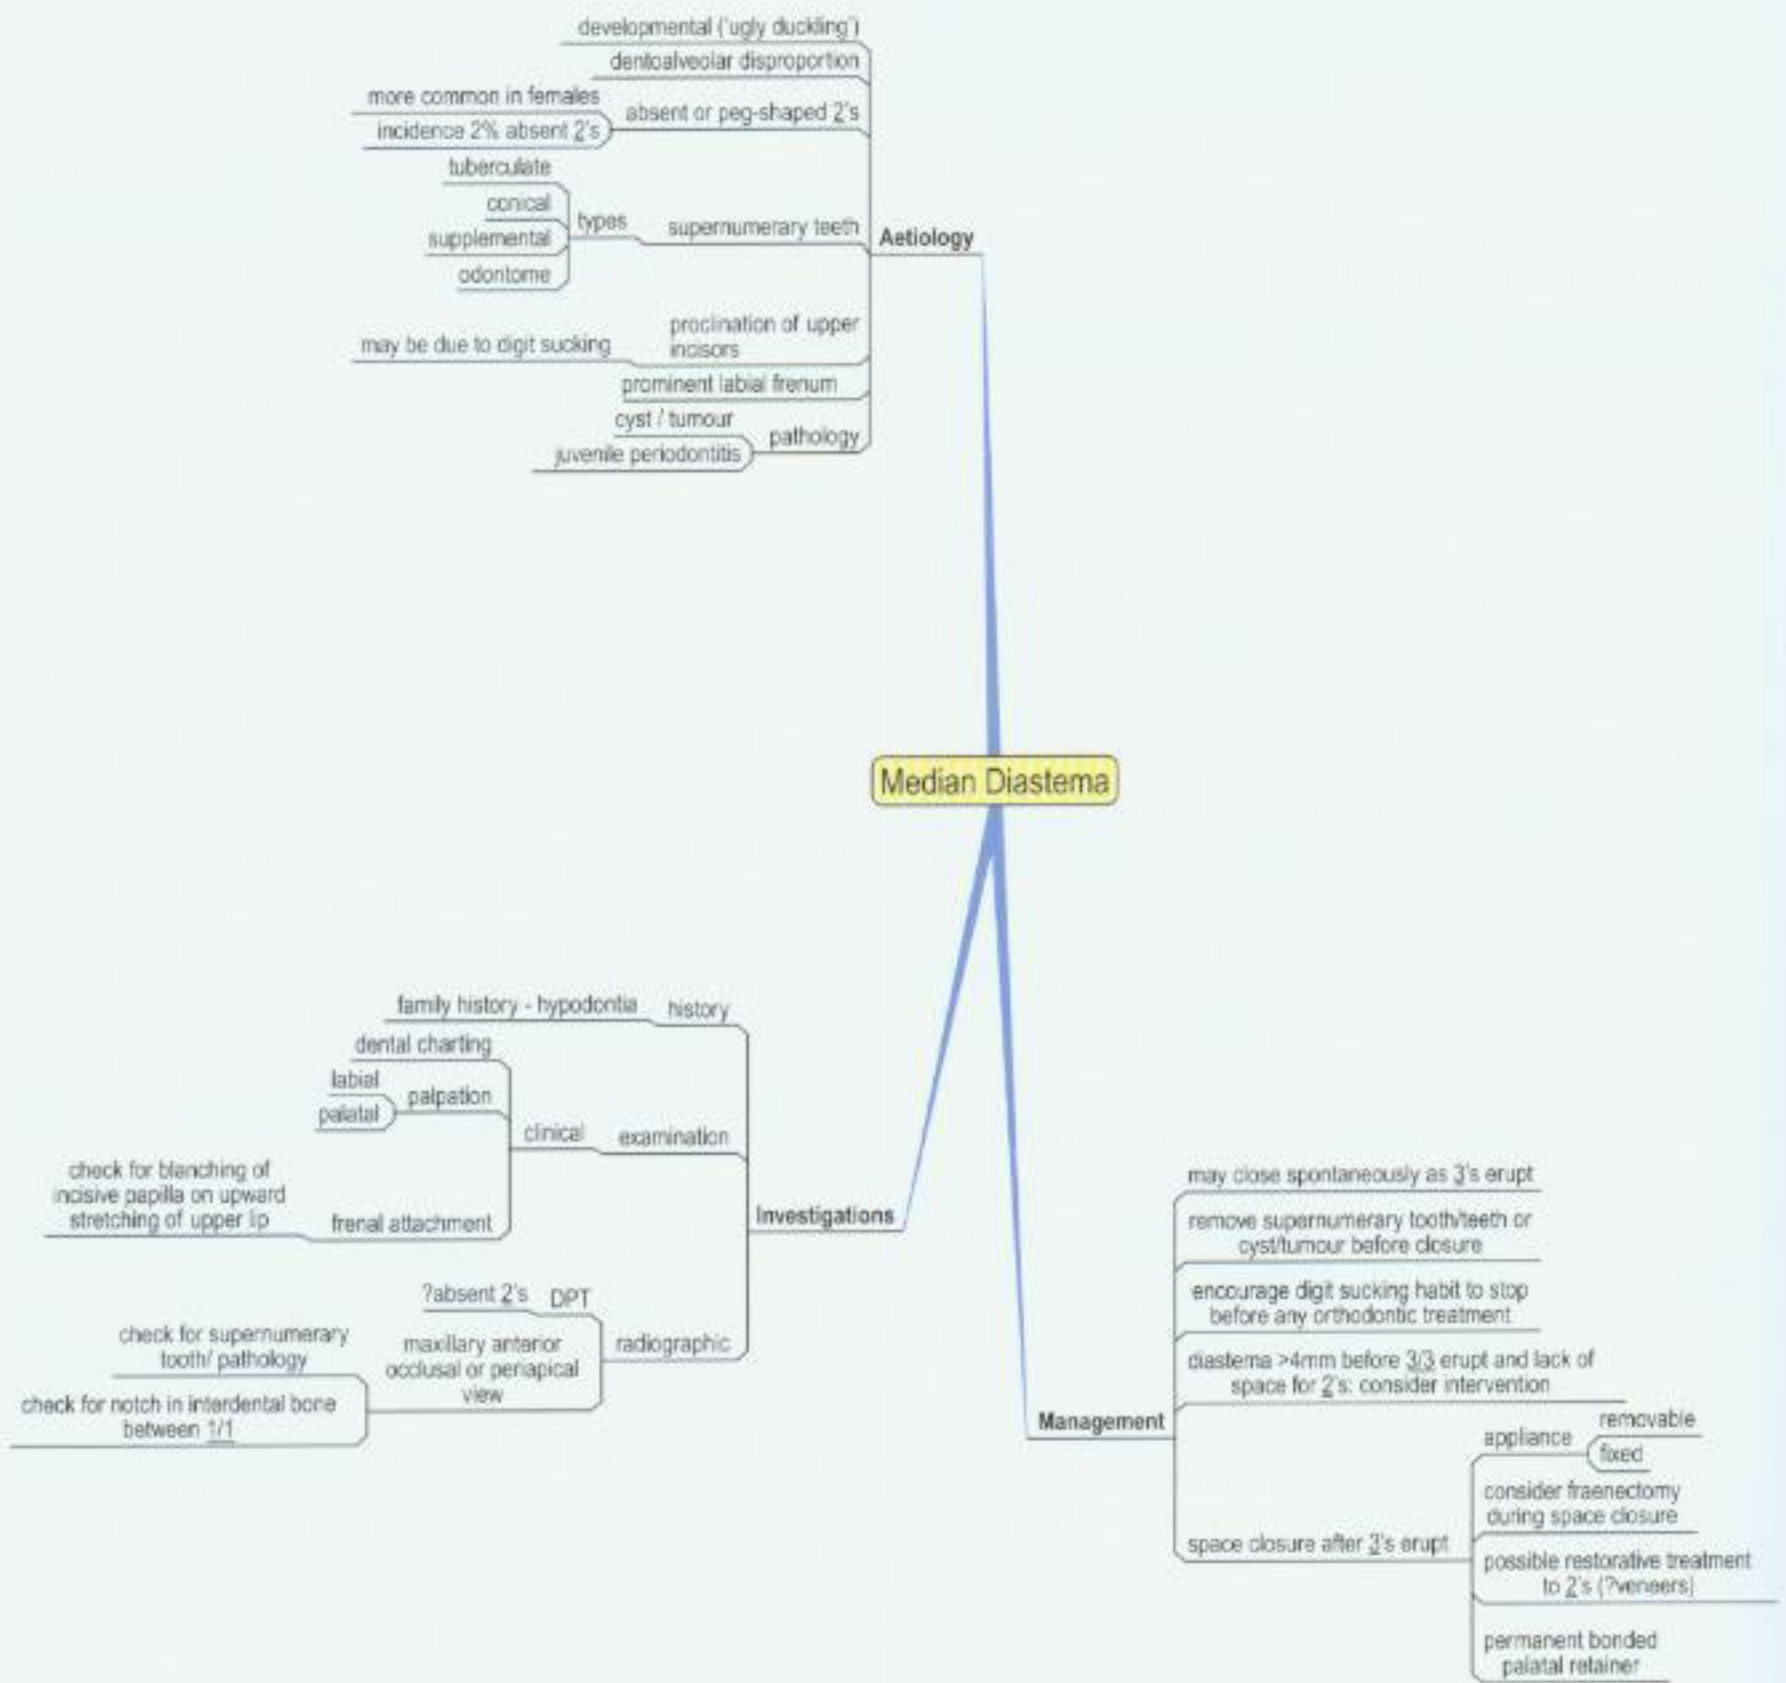 developmental ('ugly duckling')
dentoalveolar disproportion
more common in females
incidence 2% absent 2's
absent or peg-shaped 2's
tuberculate
conical
supplemental
odontome
types
supernumerary teeth
Aetiology
may be due to digit sucking
proclination of upper
incisors
prominent labial frenum
cyst / tumour
juvenile periodontitis
pathology
Median Diastema
family history - hypodontia
history
dental charting
labial
palatal
palpation
clinical
examination
check for blanching of
incisive papilla on upward
stretching of upper lip
frenal attachment
Investigations
?absent 2's
DPT
check for supernumerary
tooth/ pathology
check for notch in interdental bone
between 1/1
maxillary anterior
occlusal or periapical
view
radiographic
may close spontaneously as 3's erupt
remove supernumerary tooth/teeth or
cyst/tumour before closure
encourage digit sucking habit to stop
before any orthodontic treatment
diastema >4mm before 3/3 erupt and lack of
space for 2's: consider intervention
Management
space closure after 3's erupt
appliance
removable
fixed
consider fraenectomy
during space closure
possible restorative treatment
to 2's (?veneers)
permanent bonded
palatal retainer